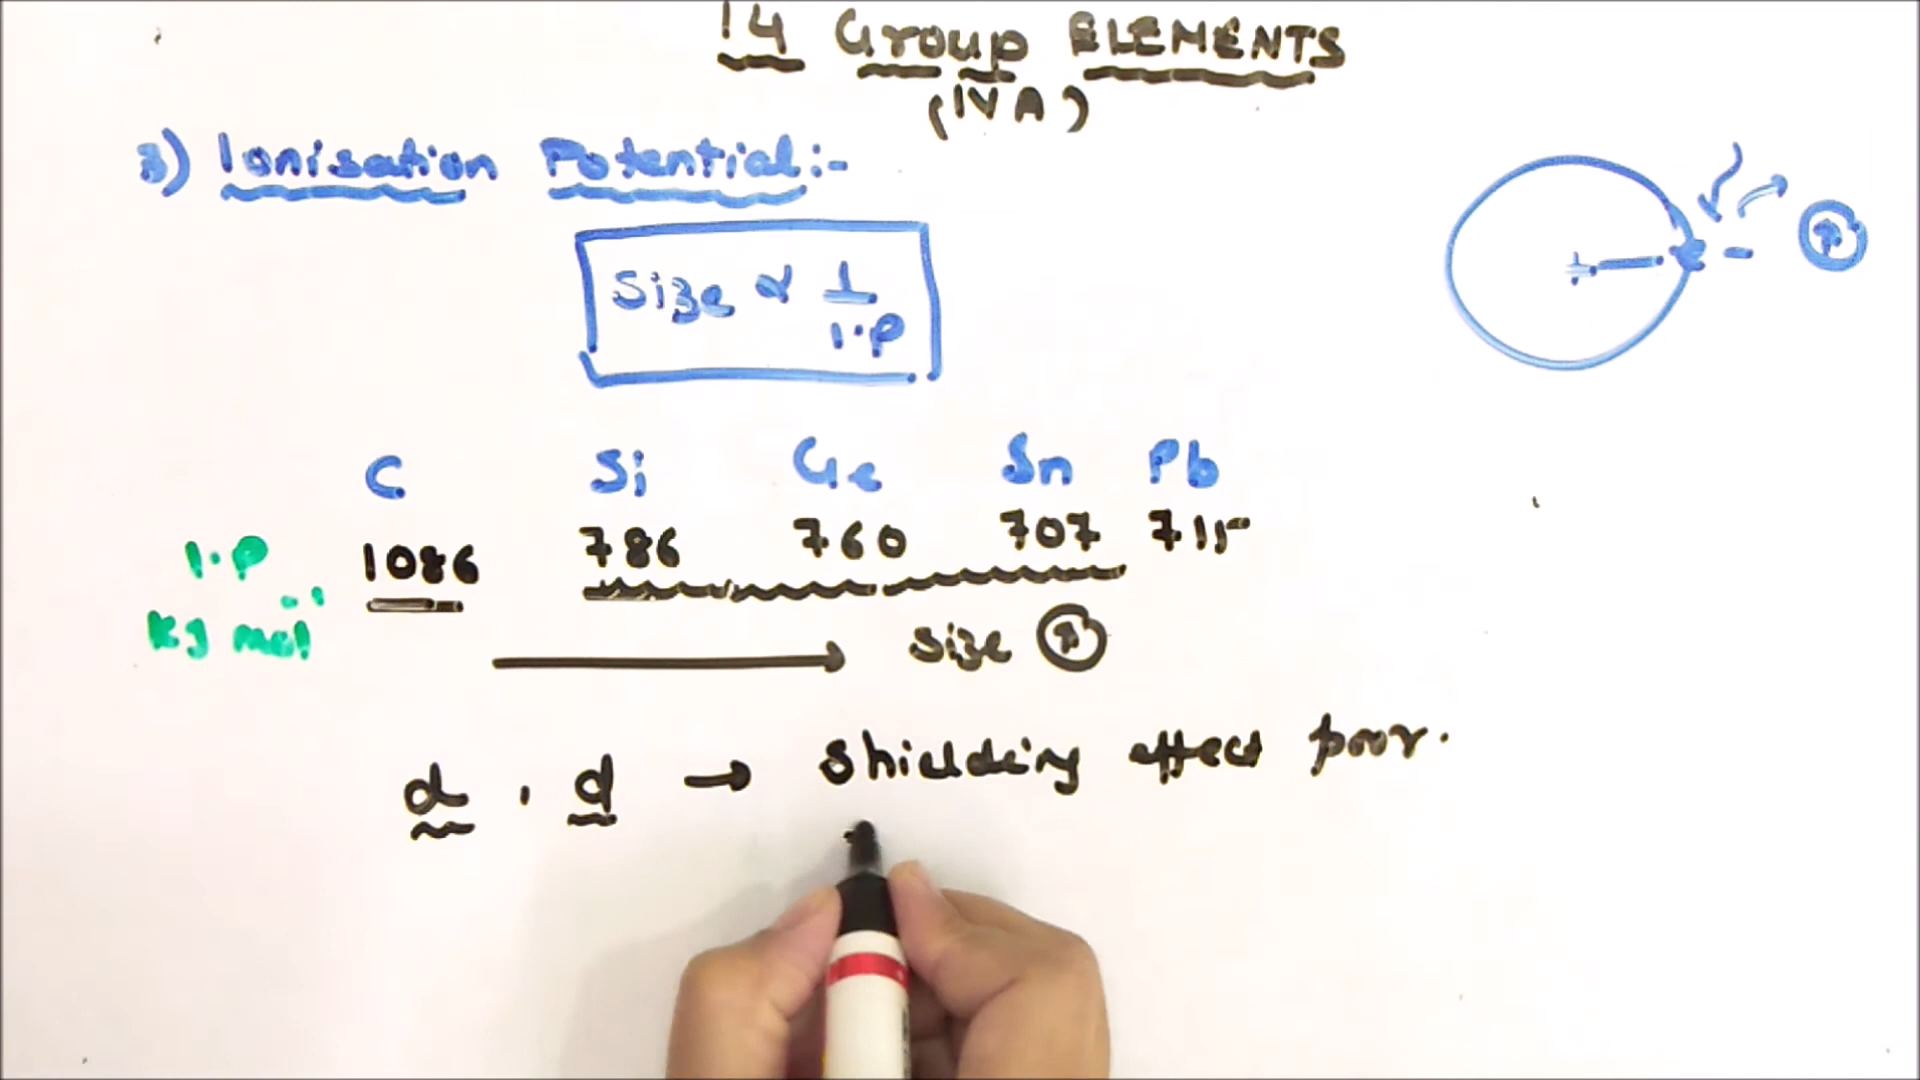 14 Group ELEMENTS
(IV A)
3) Ionisation Potential:-
Size ∝ 1/I.P
e -
C Si Ge Sn Pb
I.P 1086 786 760 707 715
kJ mol⁻¹
Size ↑
d, d → Shielding effect poor.